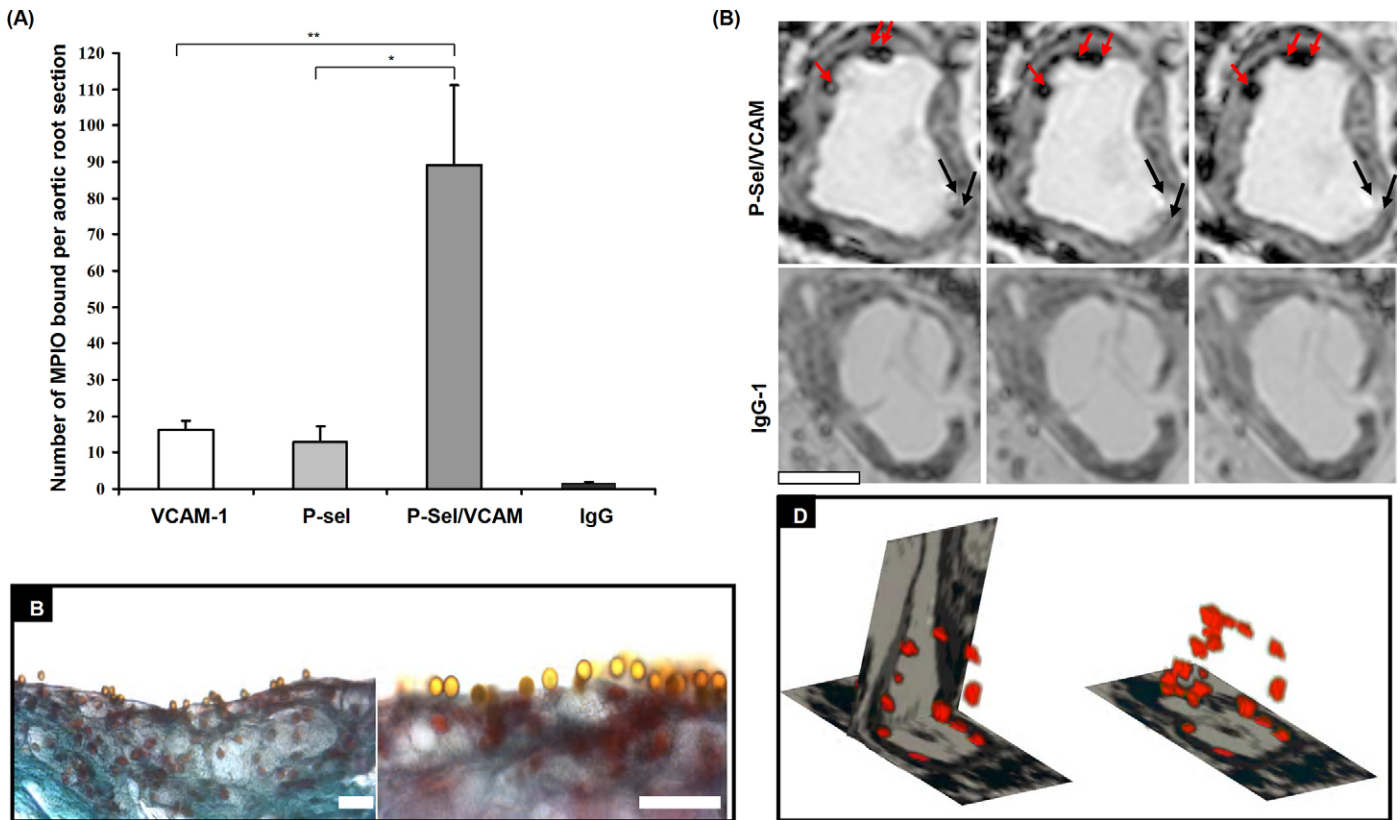 (A)
**
*
Number of MPIO bound per aortic root section
120
110
100
90
80
70
60
50
40
30
20
10
0
VCAM-1
P-sel
P-Sel/VCAM
IgG
(B)
P-Sel/VCAM
IgG-1
B
D